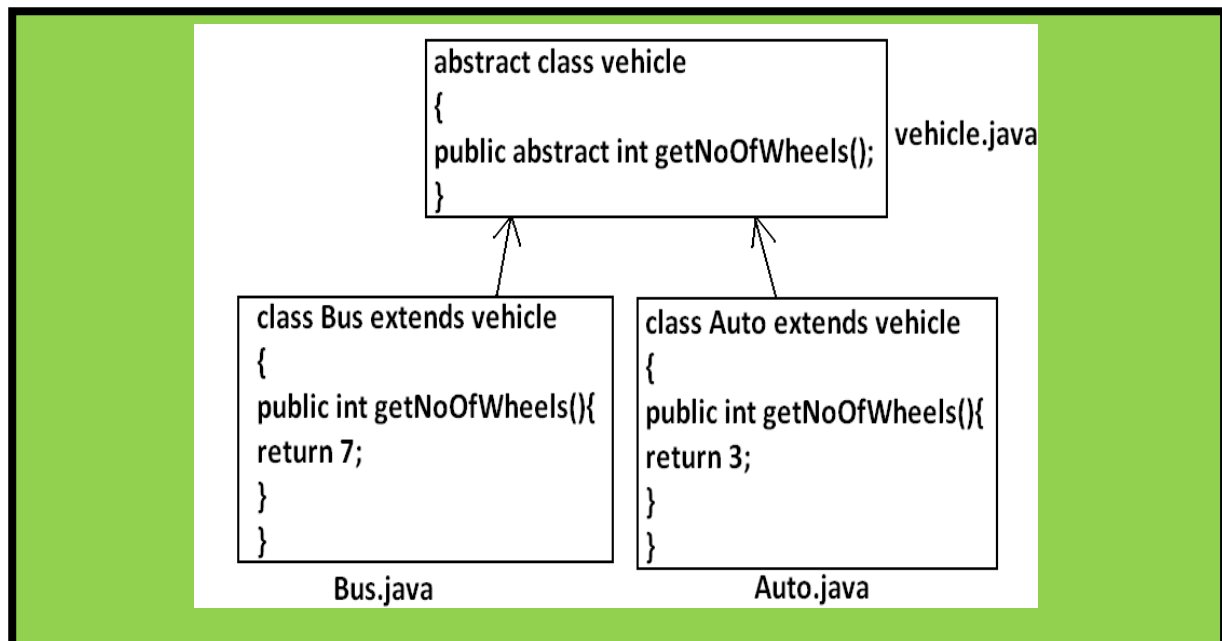 abstract class vehicle
{
public abstract int getNoOfWheels();
}
vehicle.java
class Bus extends vehicle
{
public int getNoOfWheels(){
return 7;
}
}
Bus.java
class Auto extends vehicle
{
public int getNoOfWheels(){
return 3;
}
}
Auto.java